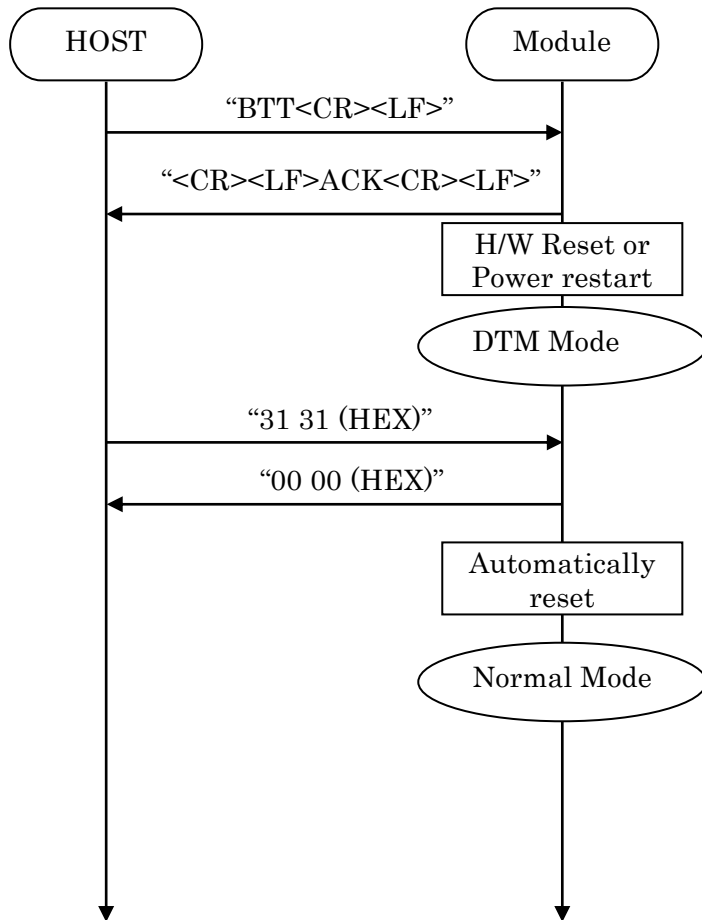 HOST
Module
“BTT<CR><LF>”
“<CR><LF>ACK<CR><LF>”
H/W Reset or
Power restart
DTM Mode
“31 31 (HEX)”
“00 00 (HEX)”
Automatically
reset
Normal Mode